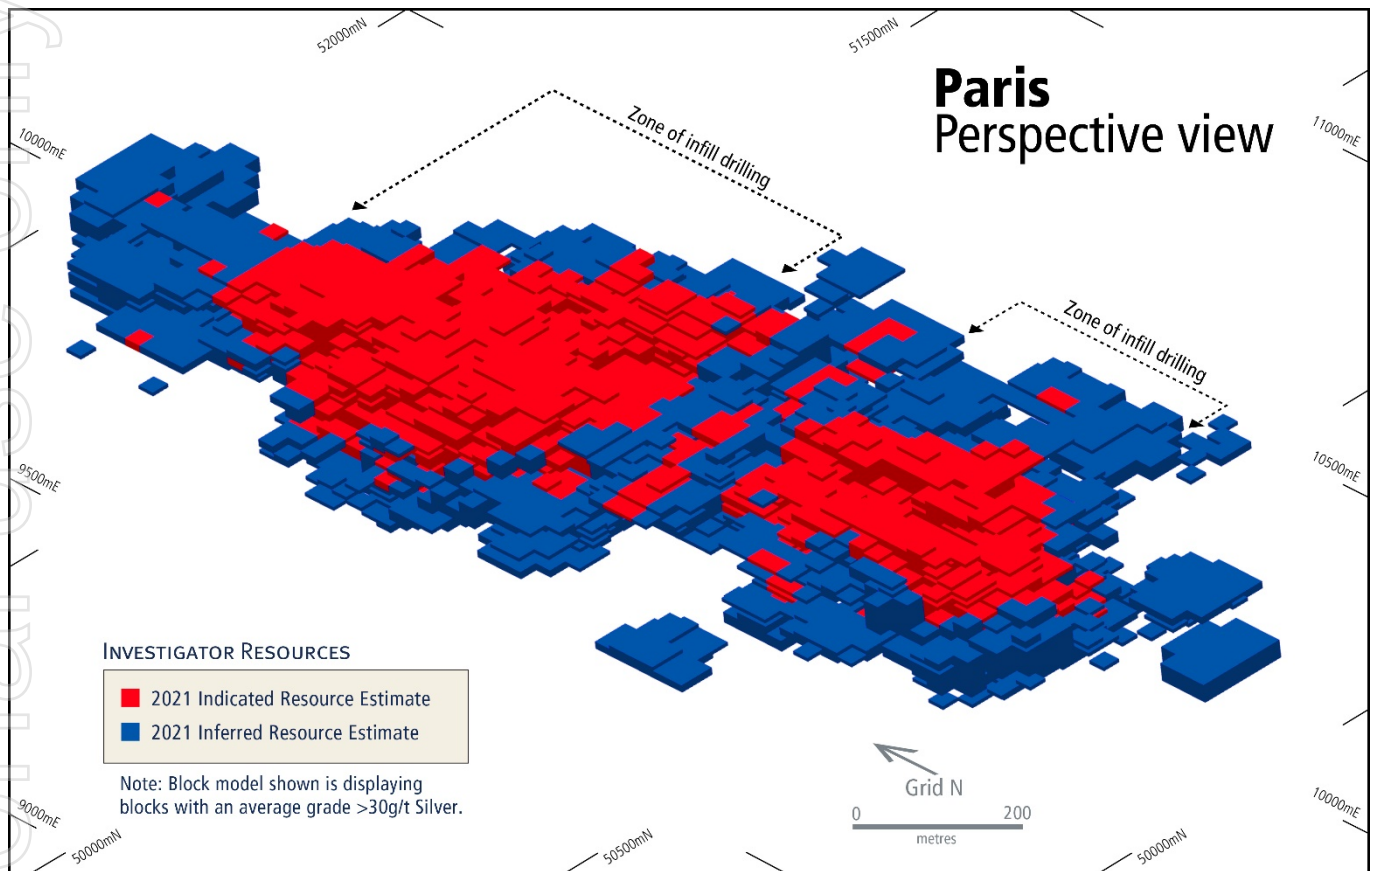 52000mN
51500mN
Paris
Perspective view
Zone of infill drilling
11000mE
10000mE
Zone of infill drilling
10500mE
9500mE
INVESTIGATOR RESOURCES
2021 Indicated Resource Estimate
2021 Inferred Resource Estimate
Note: Block model shown is displaying
blocks with an average grade >30g/t Silver.
Grid N
0 200
metres
10000mE
9000mE
50000mN
50500mN
50000mN